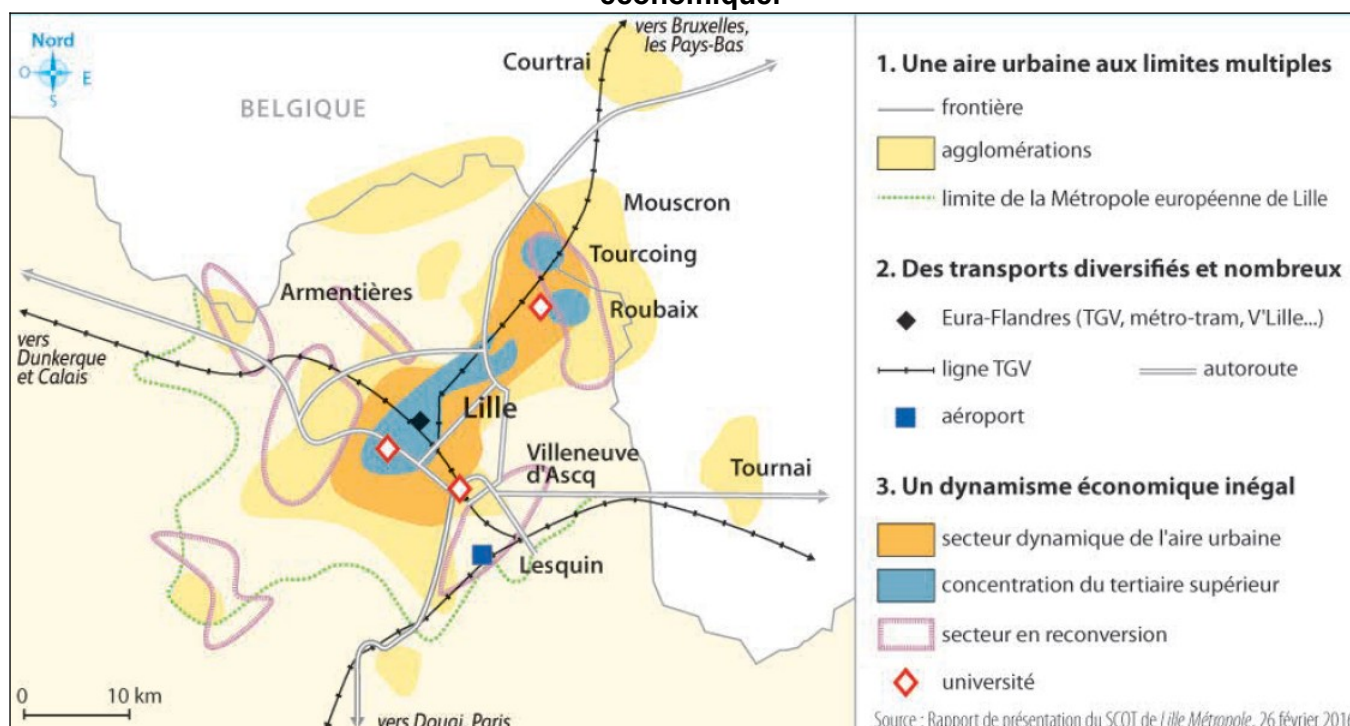 économique.
Nord
O
E
S
BELGIQUE
Courtrai
vers Bruxelles,
les Pays-Bas
Mouscron
Tourcoing
Roubaix
Armentières
vers
Dunkerque
et Calais
Lille
Villeneuve
d'Ascq
Tournai
Lesquin
0 10 km
vers Douai, Paris
1. Une aire urbaine aux limites multiples
frontière
agglomérations
limite de la Métropole européenne de Lille
2. Des transports diversifiés et nombreux
Eura-Flandres (TGV, métro-tram, V'Lille...)
ligne TGV autoroute
aéroport
3. Un dynamisme économique inégal
secteur dynamique de l'aire urbaine
concentration du tertiaire supérieur
secteur en reconversion
université
Source : Rapport de présentation du SCOT de Lille Métropole, 26 février 2016